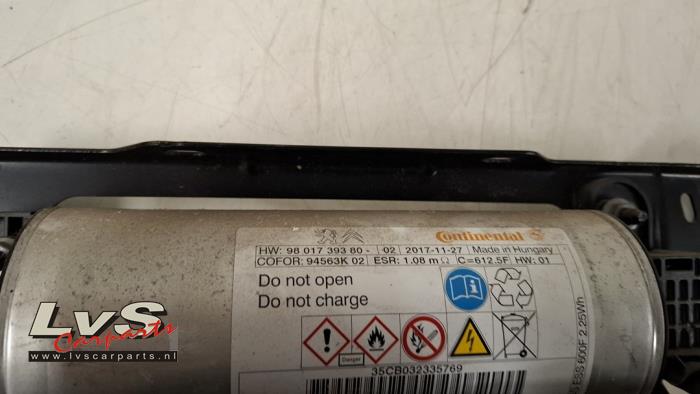 Continental
HW: 98 017 393 80 - 02 2017-11-27 Made in Hungary
COFOR: 94563K 02 ESR: 1.08 mΩ C=612.5F HW: 01
Do not open
Do not charge
Danger
35CB032335769
ESS 600F 2.25Wh
LvS
Carparts
www.lvscarparts.nl